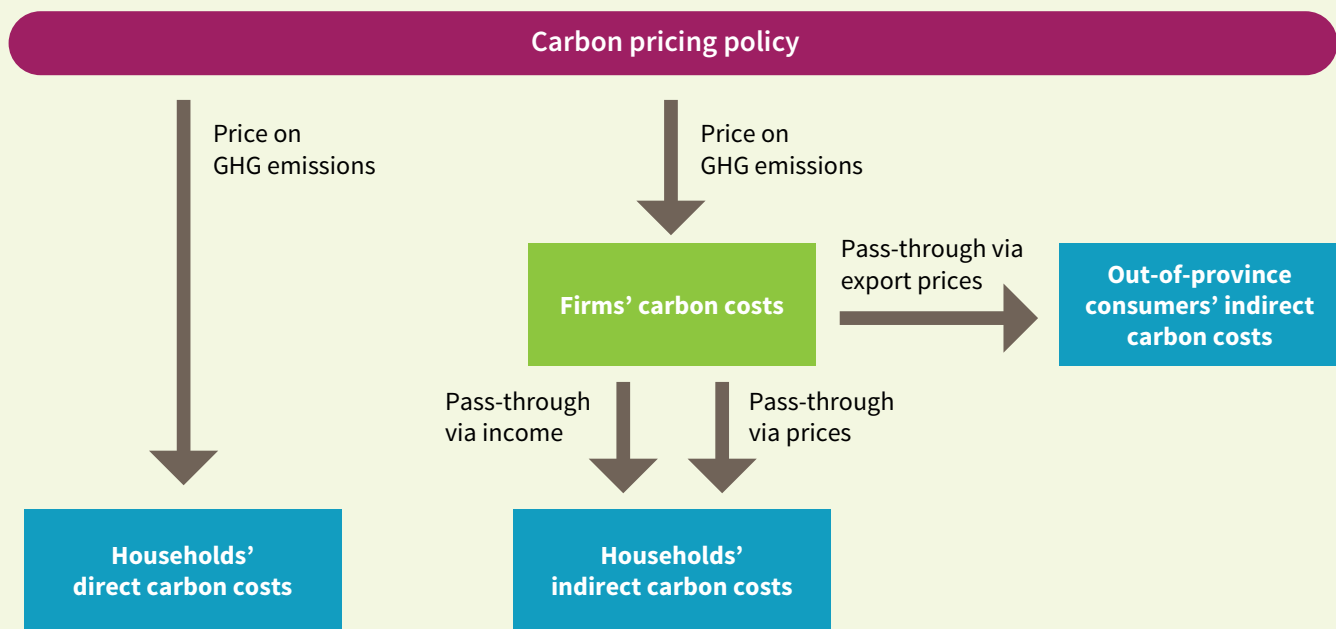 Carbon pricing policy
Price on
GHG emissions
Price on
GHG emissions
Firms’ carbon costs
Pass-through via
export prices
Out-of-province
consumers’ indirect
carbon costs
Pass-through
via income
Pass-through
via prices
Households’
direct carbon costs
Households’
indirect carbon costs